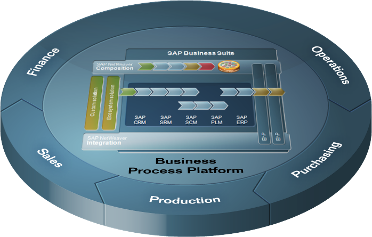 SAP Business Suite
SAP NetWeaver
Composition
Finance
Operations
SAP
CRM
SAP
SRM
SAP
SCM
SAP
PLM
SAP
ERP
SAP NetWeaver
Integration
Business
Process Platform
Sales
Purchasing
Production